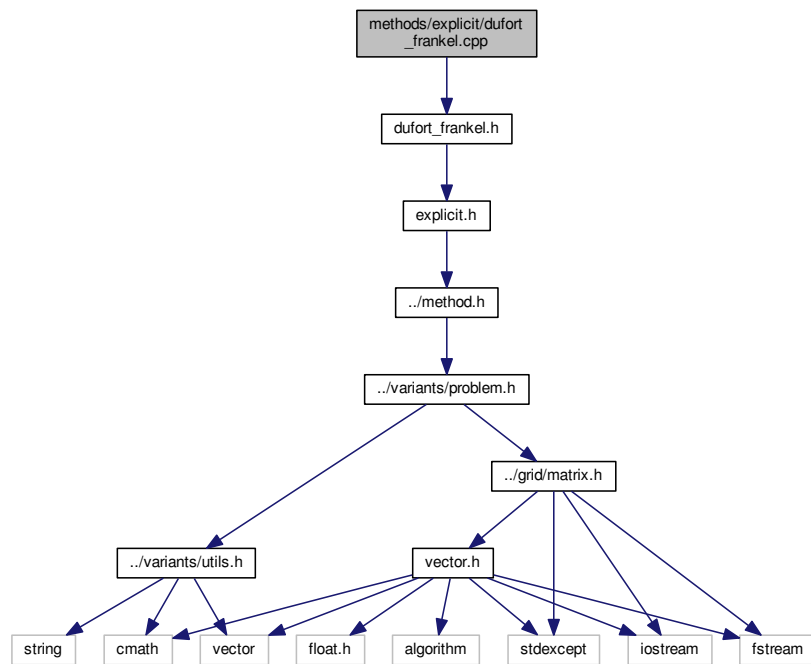 methods/explicit/dufort
_frankel.cpp
dufort_frankel.h
explicit.h
../method.h
../variants/problem.h
../grid/matrix.h
../variants/utils.h
vector.h
string
cmath
vector
float.h
algorithm
stdexcept
iostream
fstream